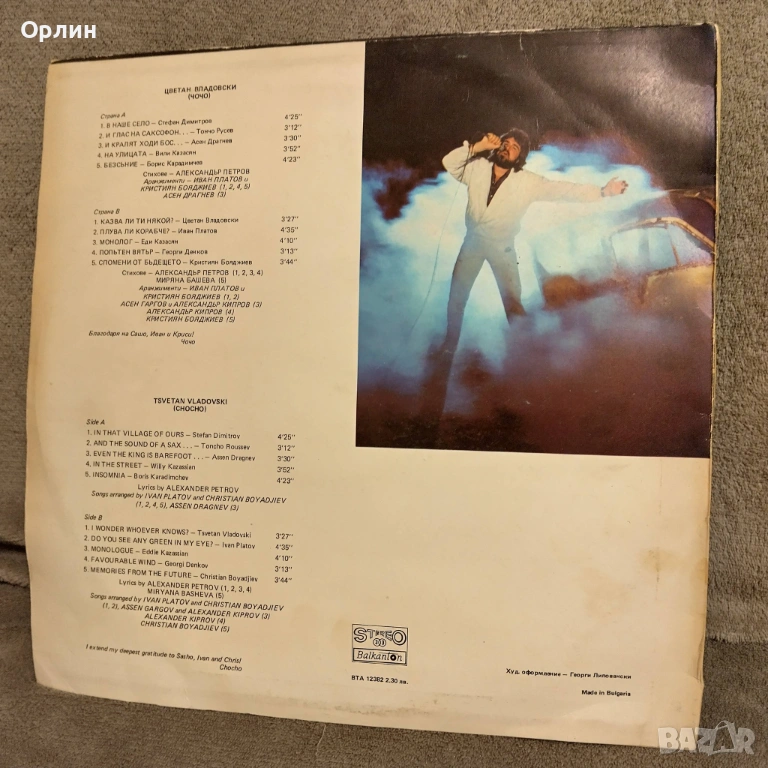 Орлин
ЦВЕТАН ВЛАДОВСКИ
(ЧОЧО)
Страна А
1. В НАШЕ СЕЛО — Стефан Димитров 4'25"
2. И ГЛАС НА САКСОФОН... — Тончо Русев 3'12"
3. И КРАЛЯТ ХОДИ БОС... — Асен Драгнев 3'30"
4. НА УЛИЦАТА — Вили Казасян 3'52"
5. БЕЗСЪНИЕ — Борис Карадимчев 4'23"
Стихове — АЛЕКСАНДЪР ПЕТРОВ
Аранжименти — ИВАН ПЛАТОВ и
КРИСТИЯН БОЯДЖИЕВ (1, 2, 4, 5)
АСЕН ДРАГНЕВ (3)
Страна В
1. КАЗВА ЛИ ТИ НЯКОЙ? — Цветан Владовски 3'27"
2. ПЛУВА ЛИ КОРАБЧЕ? — Иван Платов 4'35"
3. МОНОЛОГ — Еди Казасян 4'10"
4. ПОПЪТЕН ВЯТЪР — Георги Денков 3'13"
5. СПОМЕНИ ОТ БЪДЕЩЕТО — Кристиян Бояджиев 3'44"
Стихове — АЛЕКСАНДЪР ПЕТРОВ (1, 2, 3, 4)
МИРЯНА БАШЕВА (5)
Аранжименти — ИВАН ПЛАТОВ и
КРИСТИЯН БОЯДЖИЕВ (1, 2)
АСЕН ГАРГОВ и АЛЕКСАНДЪР КИПРОВ (3)
АЛЕКСАНДЪР КИПРОВ (4)
КРИСТИЯН БОЯДЖИЕВ (5)
Благодаря на Сашо, Иван и Криси!
Чочо
TSVETAN VLADOVSKI
(CHOCHO)
Side A
1. IN THAT VILLAGE OF OURS — Stefan Dimitrov 4'25"
2. AND THE SOUND OF A SAX... — Toncho Roussev 3'12"
3. EVEN THE KING IS BAREFOOT... — Assen Dragnev 3'30"
4. IN THE STREET — Willy Kazassian 3'52"
5. INSOMNIA — Boris Karadimchev 4'23"
Lyrics by ALEXANDER PETROV
Songs arranged by IVAN PLATOV and CHRISTIAN BOYADJIEV
(1, 2, 4, 5), ASSEN DRAGNEV (3)
Side B
1. I WONDER WHOEVER KNOWS? — Tsvetan Vladovski 3'27"
2. DO YOU SEE ANY GREEN IN MY EYE? — Ivan Platov 4'35"
3. MONOLOGUE — Eddie Kazassian 4'10"
4. FAVOURABLE WIND — Georgi Denkov 3'13"
5. MEMORIES FROM THE FUTURE — Christian Boyadjiev 3'44"
Lyrics by ALEXANDER PETROV (1, 2, 3, 4)
MIRYANA BASHEVA (5)
Songs arranged by IVAN PLATOV and CHRISTIAN BOYADJIEV
(1, 2), ASSEN GARGOV and ALEXANDER KIPROV (3)
ALEXANDER KIPROV (4)
CHRISTIAN BOYADJIEV (5)
I extend my deepest gratitude to Sasho, Ivan and Chris!
Chocho
STEREO
Balkanton
ВТА 12382 2.30 лв.
Худ. оформление — Георги Липовански
Made in Bulgaria
BAZAR